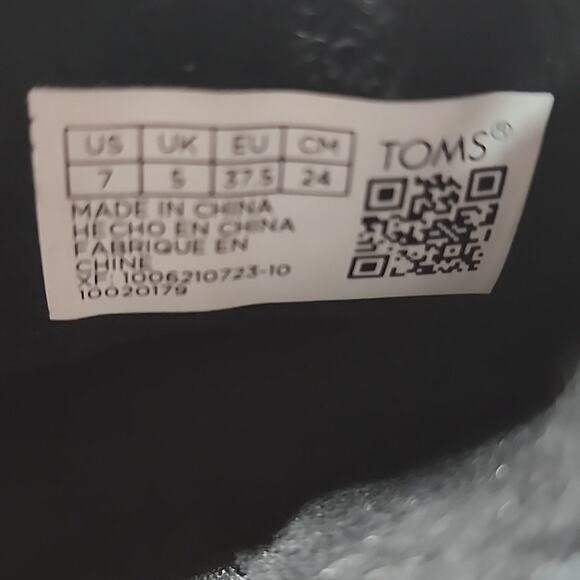 US UK EU CM
7 5 37.5 24
TOMS®
MADE IN CHINA
HECHO EN CHINA
FABRIQUE EN
CHINE
XF: 1006210723-10
10020179